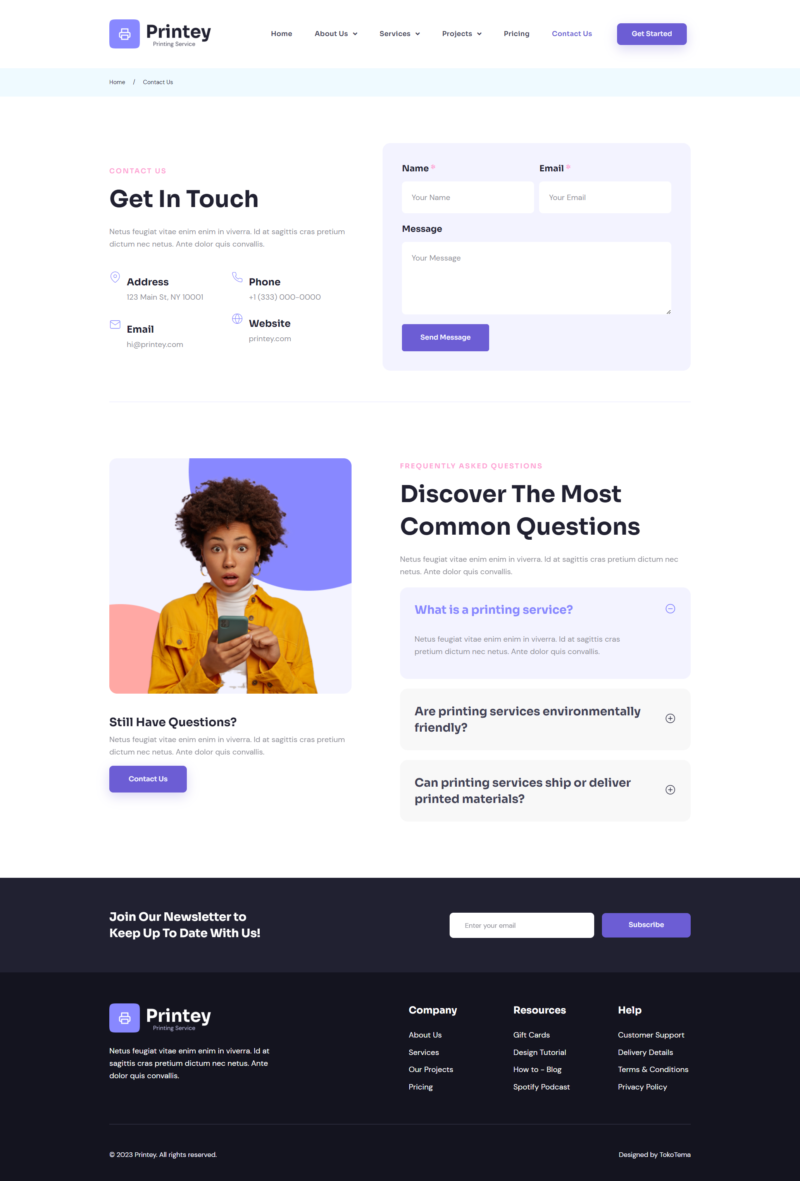 Printey
Printing Service
Home
About Us
Services
Projects
Pricing
Contact Us
Get Started
Home / Contact Us
CONTACT US
Get In Touch
Netus feugiat vitae enim enim in viverra. Id at sagittis cras pretium
dictum nec netus. Ante dolor quis convallis.
Address
123 Main St, NY 10001
Phone
+1 (333) 000-0000
Email
hi@printey.com
Website
printey.com
Name *
Your Name
Email *
Your Email
Message
Your Message
Send Message
Still Have Questions?
Netus feugiat vitae enim enim in viverra. Id at sagittis cras pretium
dictum nec netus. Ante dolor quis convallis.
Contact Us
FREQUENTLY ASKED QUESTIONS
Discover The Most
Common Questions
Netus feugiat vitae enim enim in viverra. Id at sagittis cras pretium dictum nec
netus. Ante dolor quis convallis.
What is a printing service?
Netus feugiat vitae enim enim in viverra. Id at sagittis cras
pretium dictum nec netus. Ante dolor quis convallis.
Are printing services environmentally
friendly?
Can printing services ship or deliver
printed materials?
Join Our Newsletter to
Keep Up To Date With Us!
Enter your email
Subscribe
Printey
Printing Service
Netus feugiat vitae enim enim in viverra. Id at
sagittis cras pretium dictum nec netus. Ante
dolor quis convallis.
Company
About Us
Services
Our Projects
Pricing
Resources
Gift Cards
Design Tutorial
How to - Blog
Spotify Podcast
Help
Customer Support
Delivery Details
Terms & Conditions
Privacy Policy
© 2023 Printey. All rights reserved.
Designed by TokoTema